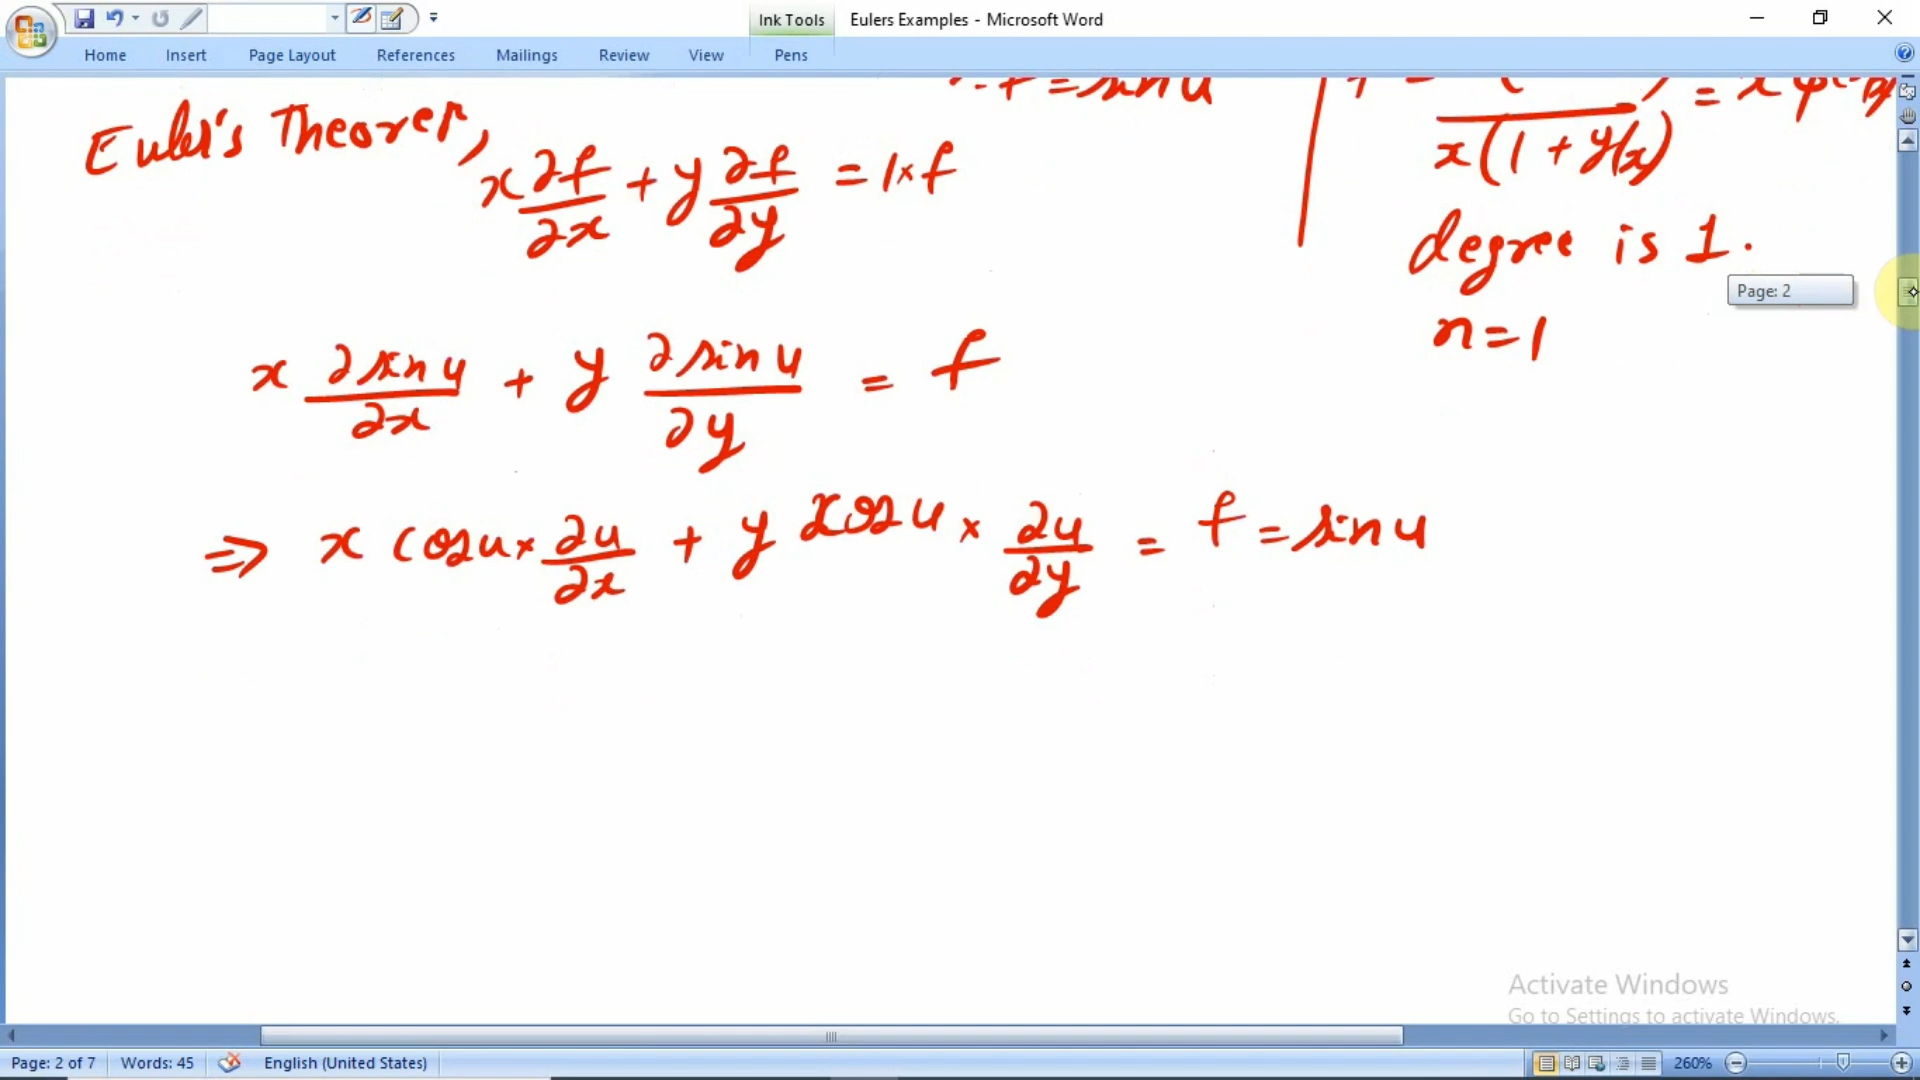 Ink Tools Eulers Examples - Microsoft Word
Home Insert Page Layout References Mailings Review View Pens
∴ f = sin u
x(1 + y/x)
Euler's Theorem,
x ∂f/∂x + y ∂f/∂y = 1×f
degree is 1.
Page: 2
n=1
x ∂sin u/∂x + y ∂sin u/∂y = f
⇒ x cos u × ∂u/∂x + y × cos u × ∂u/∂y = f = sin u
Activate Windows
Go to Settings to activate Windows.
Page: 2 of 7 Words: 45 English (United States) 260%